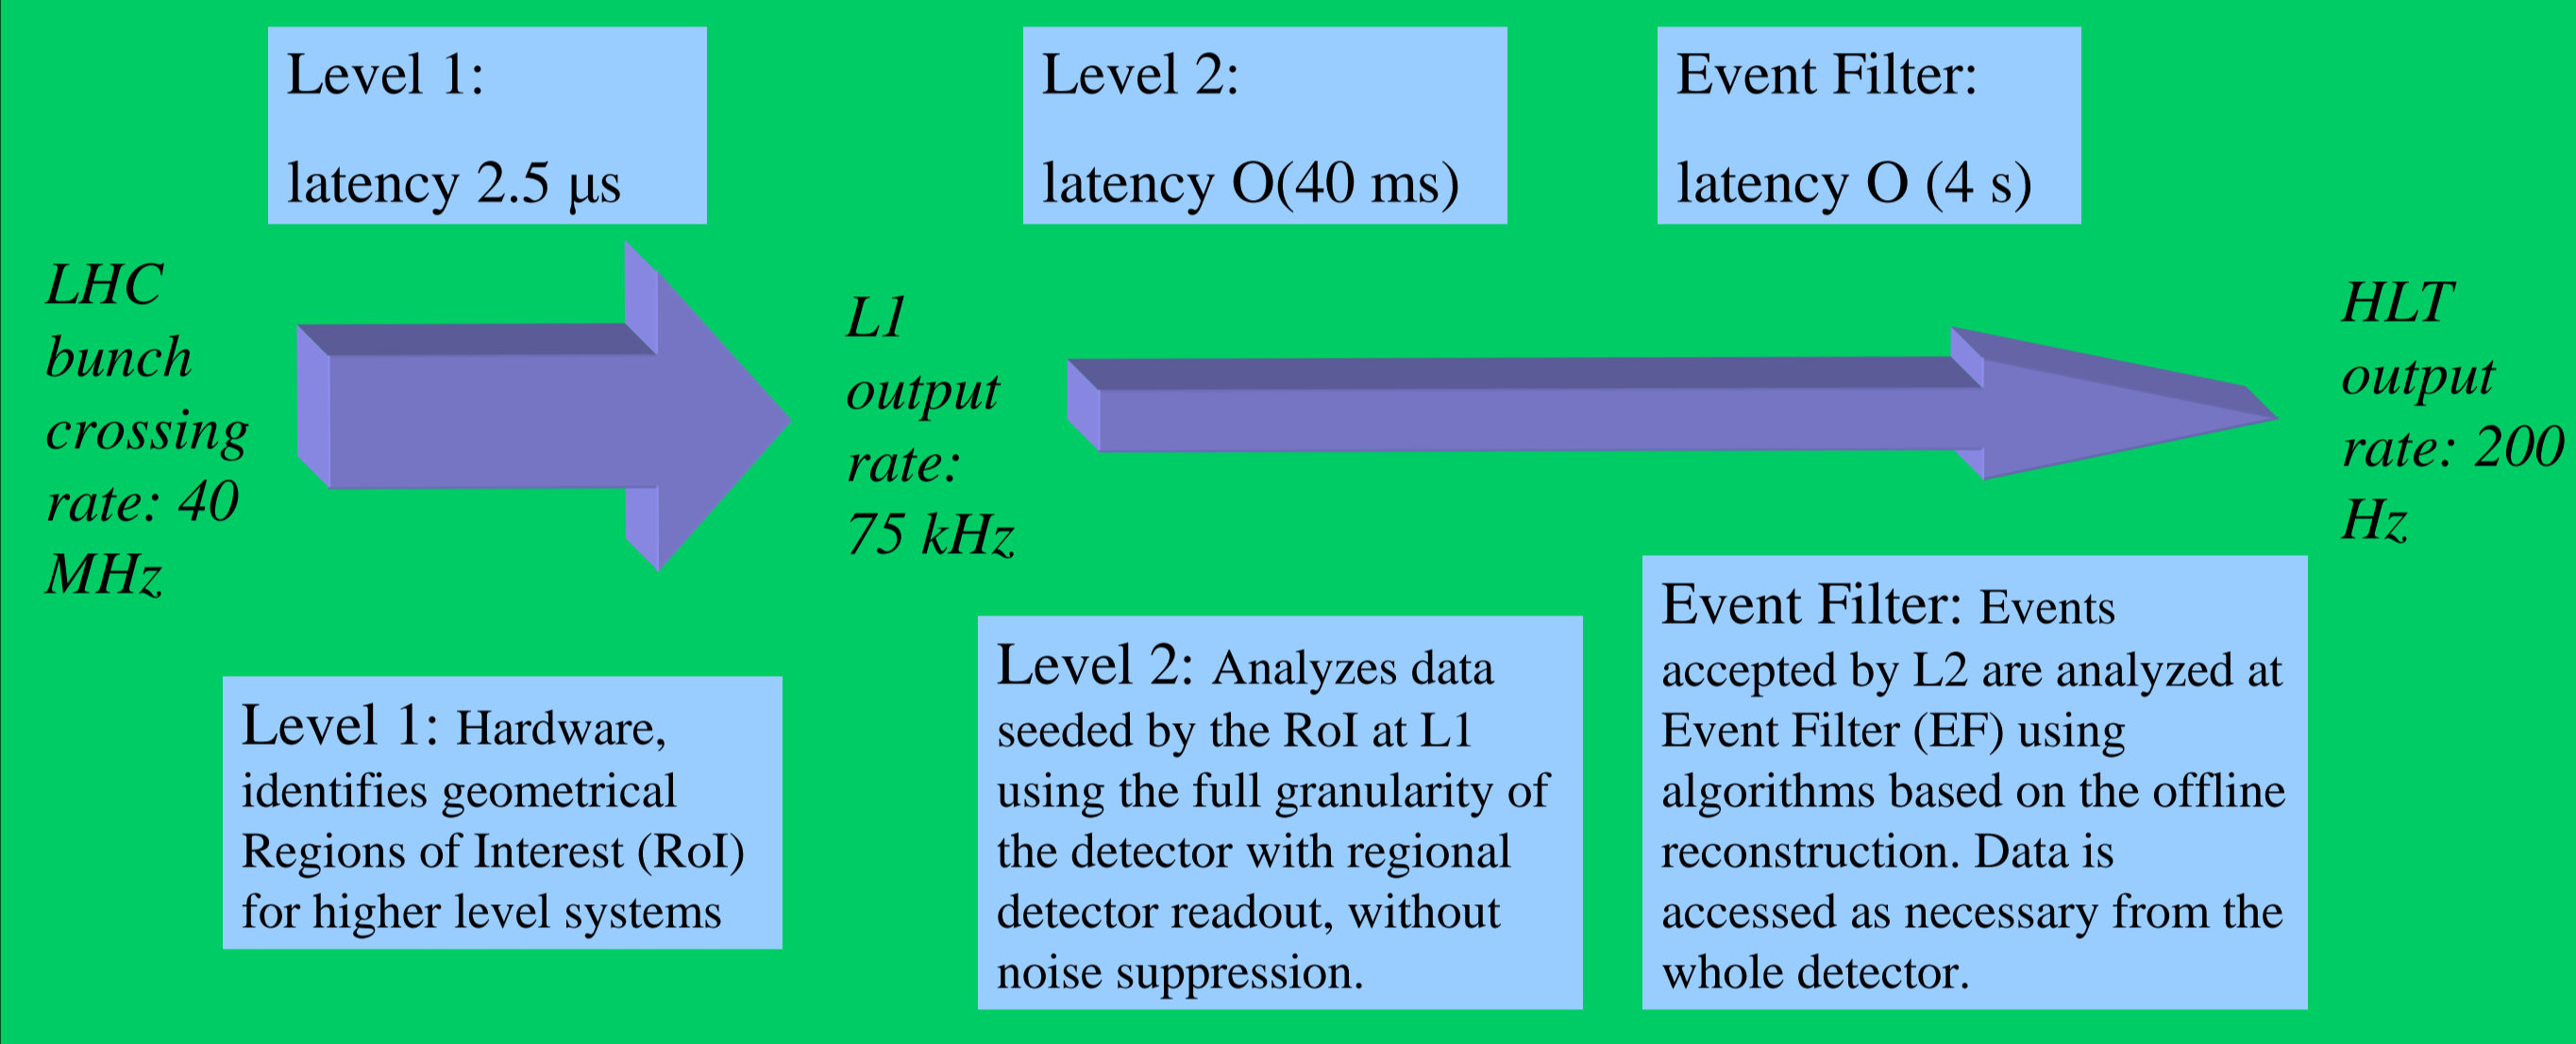 Level 1:
latency 2.5 μs
Level 2:
latency O(40 ms)
Event Filter:
latency O (4 s)
LHC
bunch
crossing
rate: 40
MHz
L1
output
rate:
75 kHz
HLT
output
rate: 200
Hz
Level 1: Hardware,
identifies geometrical
Regions of Interest (RoI)
for higher level systems
Level 2: Analyzes data
seeded by the RoI at L1
using the full granularity of
the detector with regional
detector readout, without
noise suppression.
Event Filter: Events
accepted by L2 are analyzed at
Event Filter (EF) using
algorithms based on the offline
reconstruction. Data is
accessed as necessary from the
whole detector.